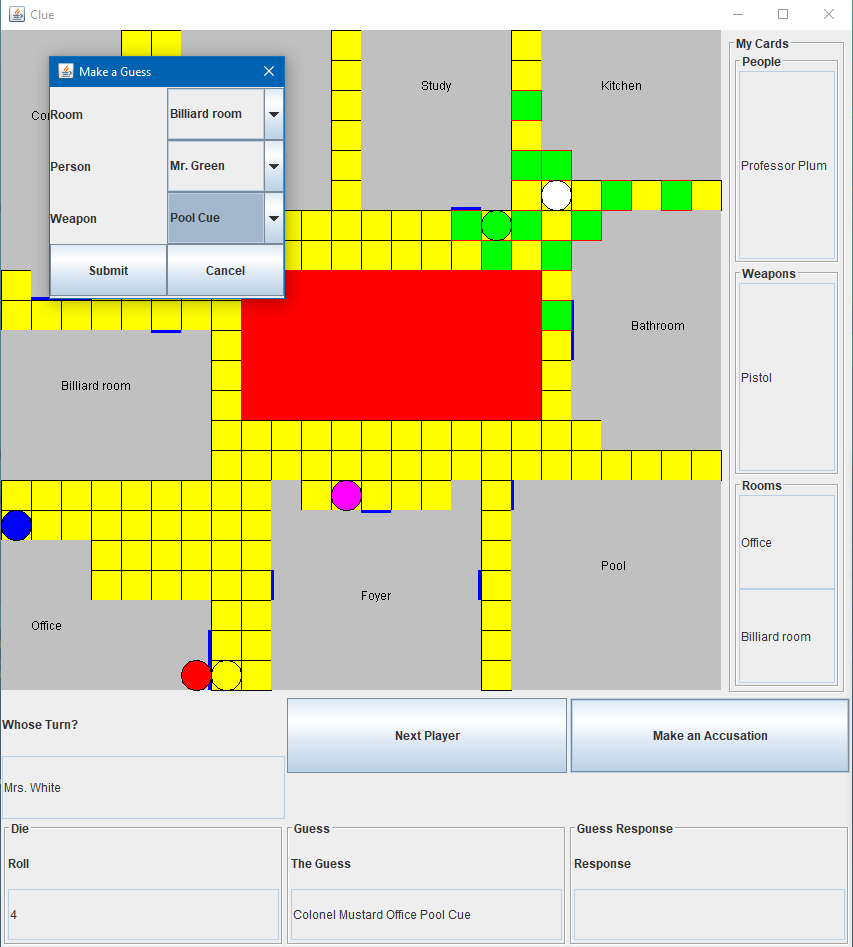 Clue
Make a Guess
Room
Billiard room
Person
Mr. Green
Weapon
Pool Cue
Submit
Cancel
Study
Kitchen
Bathroom
Billiard room
Office
Foyer
Pool
My Cards
People
Professor Plum
Weapons
Pistol
Rooms
Office
Billiard room
Whose Turn?
Mrs. White
Next Player
Make an Accusation
Die
Roll
4
Guess
The Guess
Colonel Mustard Office Pool Cue
Guess Response
Response